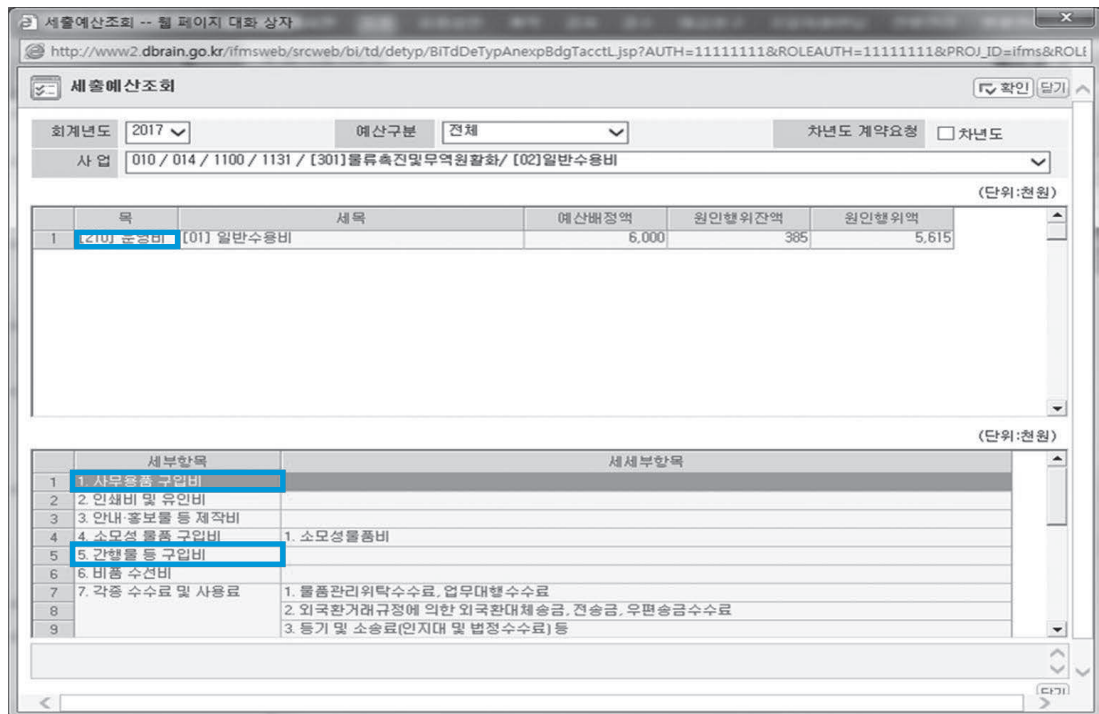 세출예산조회 -- 웹 페이지 대화 상자
http://www2.dbrain.go.kr/ifmsweb/srcweb/bi/td/detyp/BiTdDeTypAnexpBdgTacctL.jsp?AUTH=11111111&ROLEAUTH=11111111&PROJ_ID=ifms&ROLE
세출예산조회 확인 닫기
회계년도 2017 예산구분 전체 차년도 계약요청 차년도
사 업 010 / 014 / 1100 / 1131 / [301]물류촉진및무역원활화/ [02]일반수용비
(단위:천원)
목 세목 예산배정액 원인행위잔액 원인행위액
1 [210] 운영비 [01] 일반수용비 6,000 385 5,615
(단위:천원)
세부항목 세세부항목
1 1. 사무용품 구입비
2 2. 인쇄비 및 유인비
3 3. 안내·홍보물 등 제작비
4 4. 소모성 물품 구입비 1. 소모성물품비
5 5. 간행물 등 구입비
6 6. 비품 수선비
7 7. 각종 수수료 및 사용료 1. 물품관리위탁수수료, 업무대행수수료
8 2. 외국환거래규정에 의한 외국환대체송금, 전송금, 우편송금수수료
9 3. 등기 및 소송료(인지대 및 법정수수료) 등
닫기